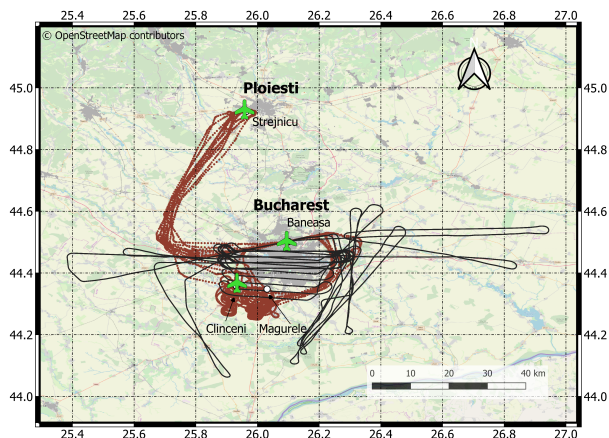 25.4 25.6 25.8 26.0 26.2 26.4 26.6 26.8 27.0
© OpenStreetMap contributors
45.0 45.0
Ploiesti
Strejnicu
44.8 44.8
44.6 44.6
Bucharest
Baneasa
44.4 44.4
Clinceni Magurele
44.2 44.2
0 10 20 30 40 km
44.0 44.0
25.4 25.6 25.8 26.0 26.2 26.4 26.6 26.8 27.0